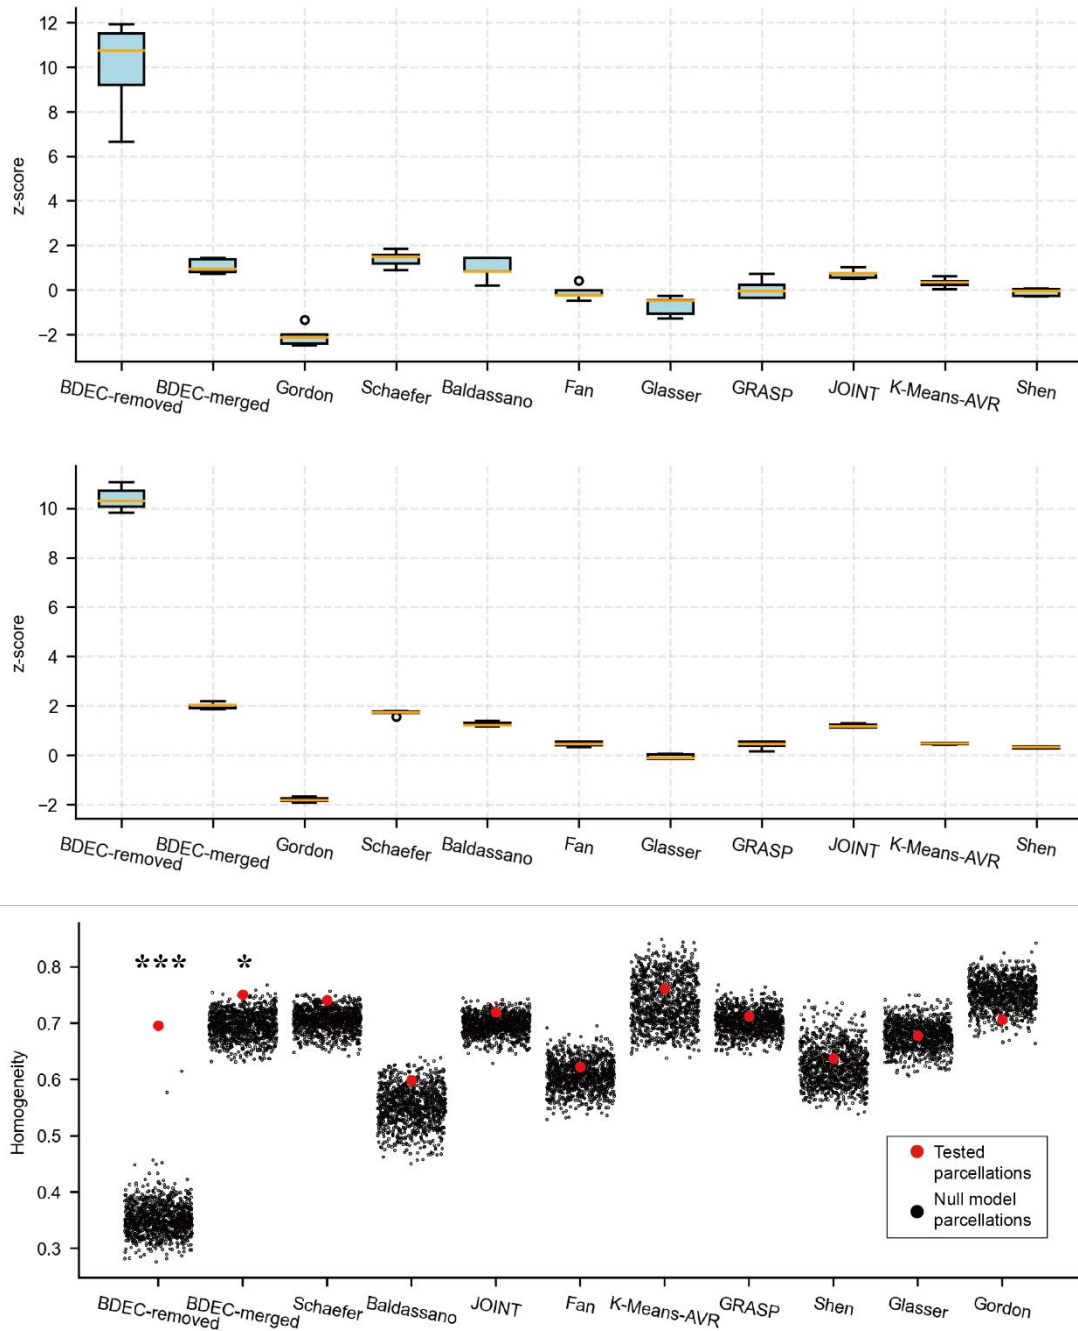 12
10
8
6
4
2
0
−2
z-score
BDEC-removed
BDEC-merged
Gordon
Schaefer
Baldassano
Fan
Glasser
GRASP
JOINT
K-Means-AVR
Shen
10
8
6
4
2
0
−2
z-score
BDEC-removed
BDEC-merged
Gordon
Schaefer
Baldassano
Fan
Glasser
GRASP
JOINT
K-Means-AVR
Shen
*** *
0.8
0.7
0.6
0.5
0.4
0.3
Homogeneity
Tested
parcellations
Null model
parcellations
BDEC-removed
BDEC-merged
Schaefer
Baldassano
JOINT
Fan
K-Means-AVR
GRASP
Shen
Glasser
Gordon